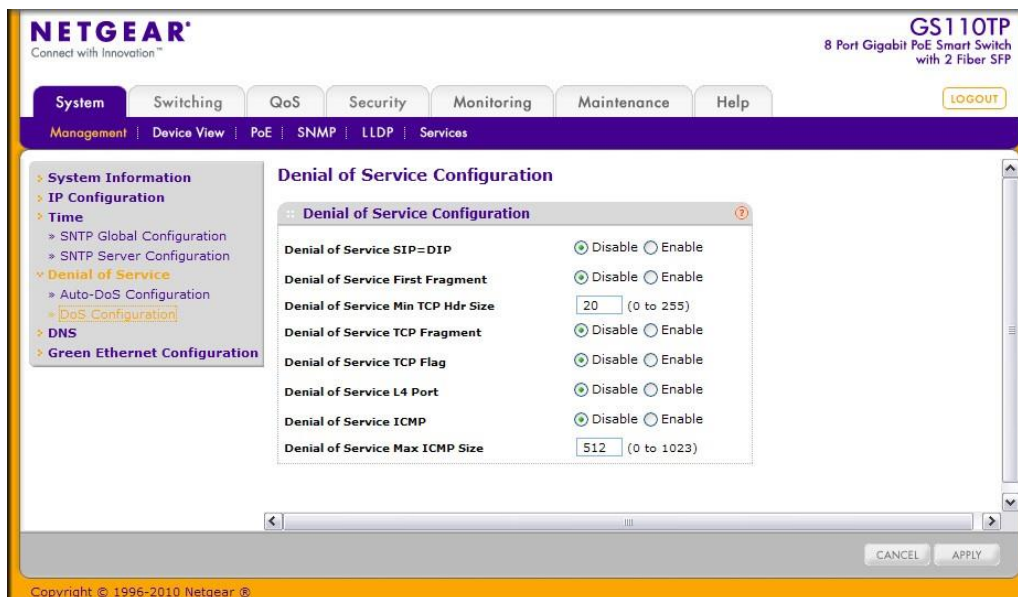 NETGEAR®
Connect with Innovation™
GS110TP
8 Port Gigabit PoE Smart Switch
with 2 Fiber SFP
System Switching QoS Security Monitoring Maintenance Help
LOGOUT
Management Device View PoE SNMP LLDP Services
System Information
IP Configuration
Time
» SNTP Global Configuration
» SNTP Server Configuration
Denial of Service
» Auto-DoS Configuration
» DoS Configuration
DNS
Green Ethernet Configuration
Denial of Service Configuration
Denial of Service Configuration ?
Denial of Service SIP=DIP Disable Enable
Denial of Service First Fragment Disable Enable
Denial of Service Min TCP Hdr Size 20 (0 to 255)
Denial of Service TCP Fragment Disable Enable
Denial of Service TCP Flag Disable Enable
Denial of Service L4 Port Disable Enable
Denial of Service ICMP Disable Enable
Denial of Service Max ICMP Size 512 (0 to 1023)
CANCEL APPLY
Copyright © 1996-2010 Netgear ®